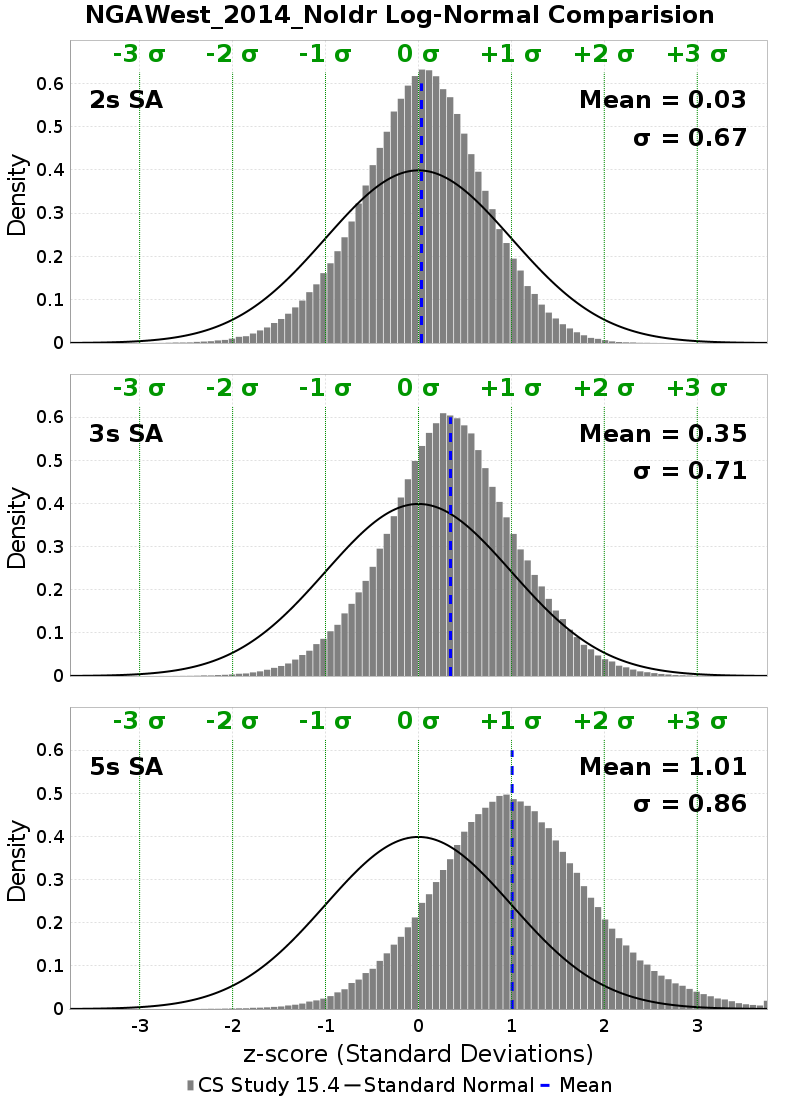 NGAWest_2014_NoIdr Log-Normal Comparision
-3 σ -2 σ -1 σ 0 σ +1 σ +2 σ +3 σ
2s SA
Mean = 0.03
σ = 0.67
Density
0.6
0.5
0.4
0.3
0.2
0.1
0
-3 σ -2 σ -1 σ 0 σ +1 σ +2 σ +3 σ
3s SA
Mean = 0.35
σ = 0.71
Density
0.6
0.5
0.4
0.3
0.2
0.1
0
-3 σ -2 σ -1 σ 0 σ +1 σ +2 σ +3 σ
5s SA
Mean = 1.01
σ = 0.86
Density
0.6
0.5
0.4
0.3
0.2
0.1
0
-3 -2 -1 0 1 2 3
z-score (Standard Deviations)
CS Study 15.4 Standard Normal Mean